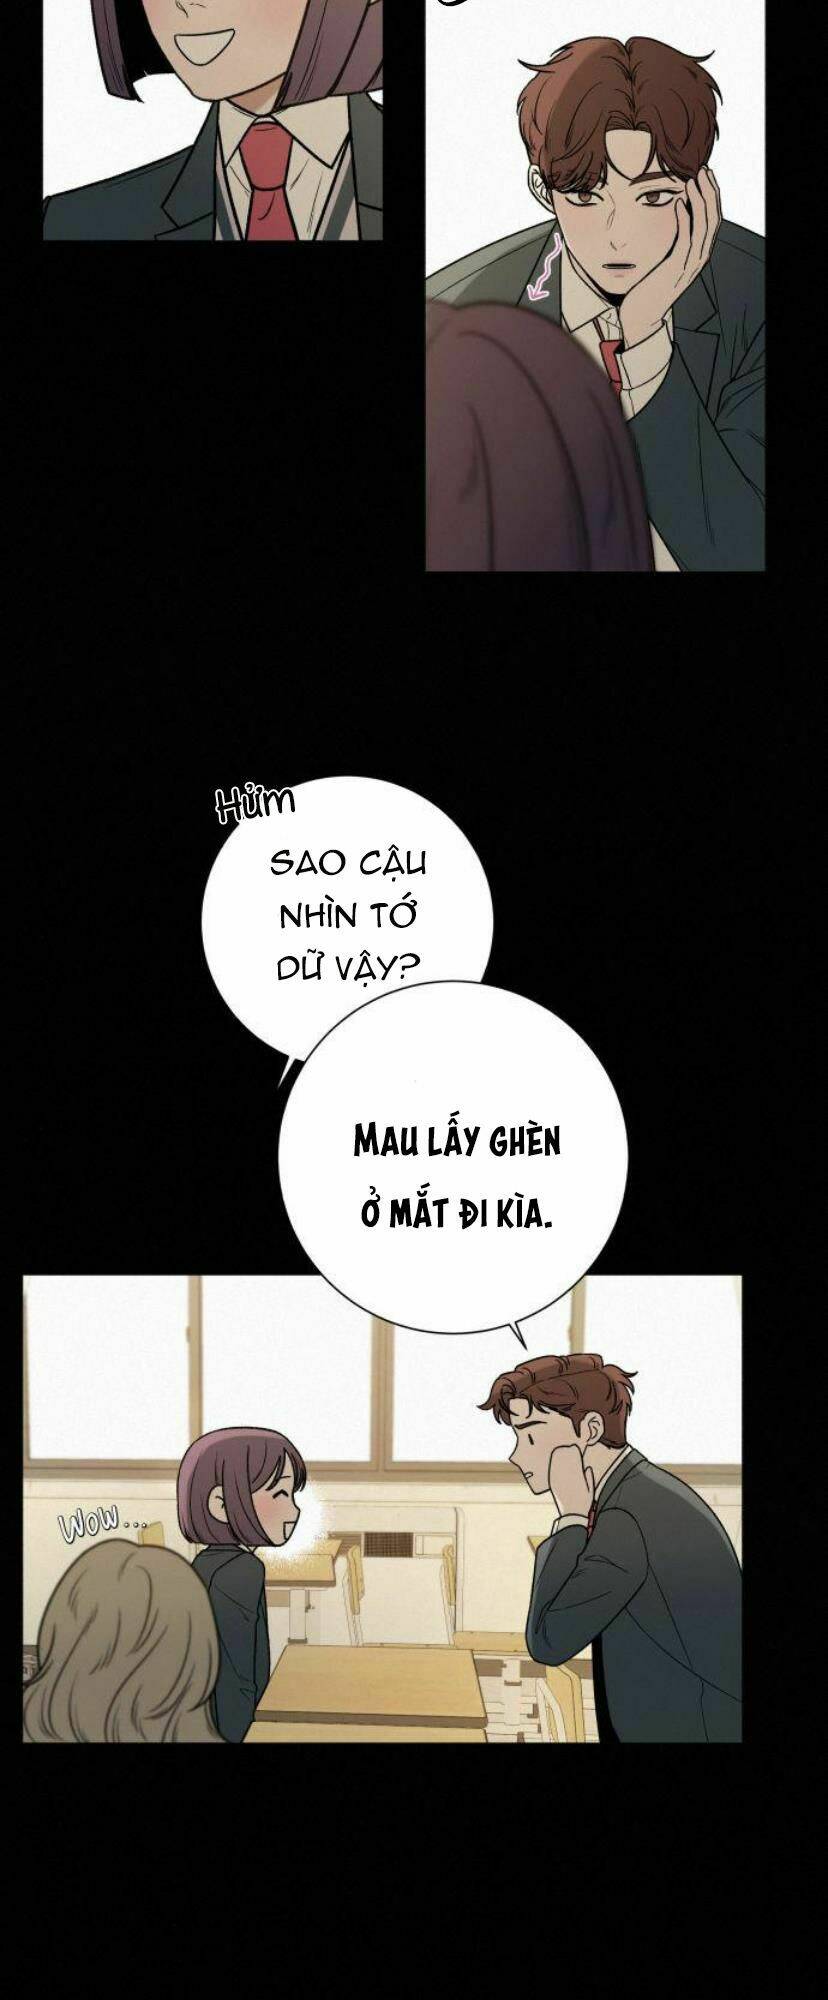 Hửm
SAO CẬU
NHÌN TỚ
DỮ VẬY?
MAU LẤY GHÈN
Ở MẮT ĐI KÌA.
WOW...